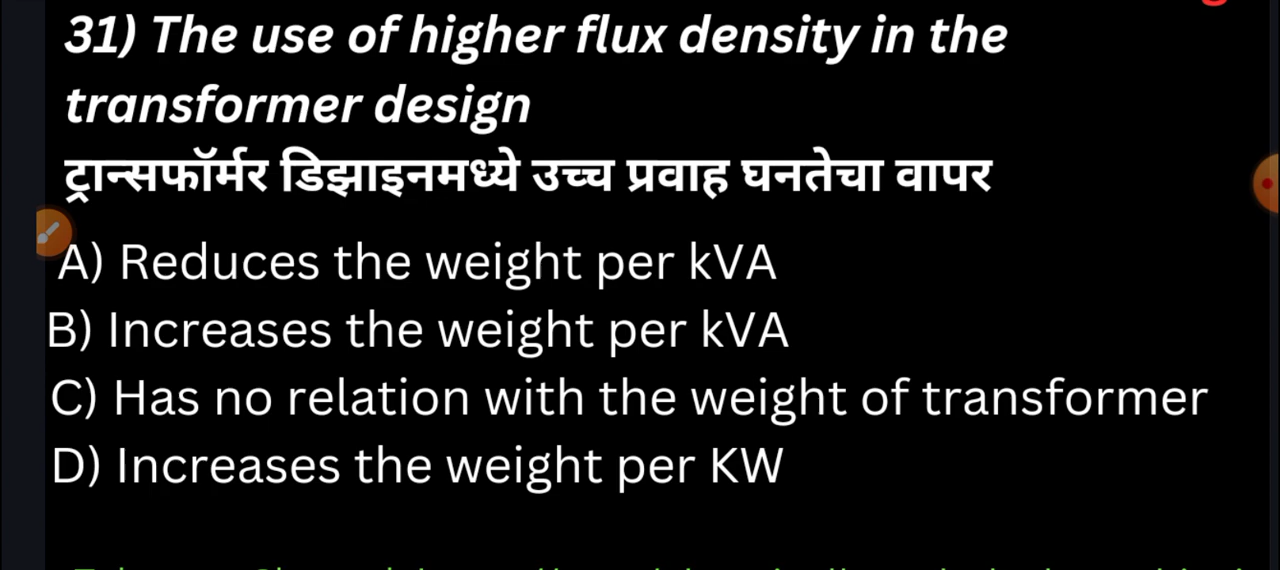 31) The use of higher flux density in the
transformer design
ट्रान्सफॉर्मर डिझाइनमध्ये उच्च प्रवाह घनतेचा वापर
A) Reduces the weight per kVA
B) Increases the weight per kVA
C) Has no relation with the weight of transformer
D) Increases the weight per KW